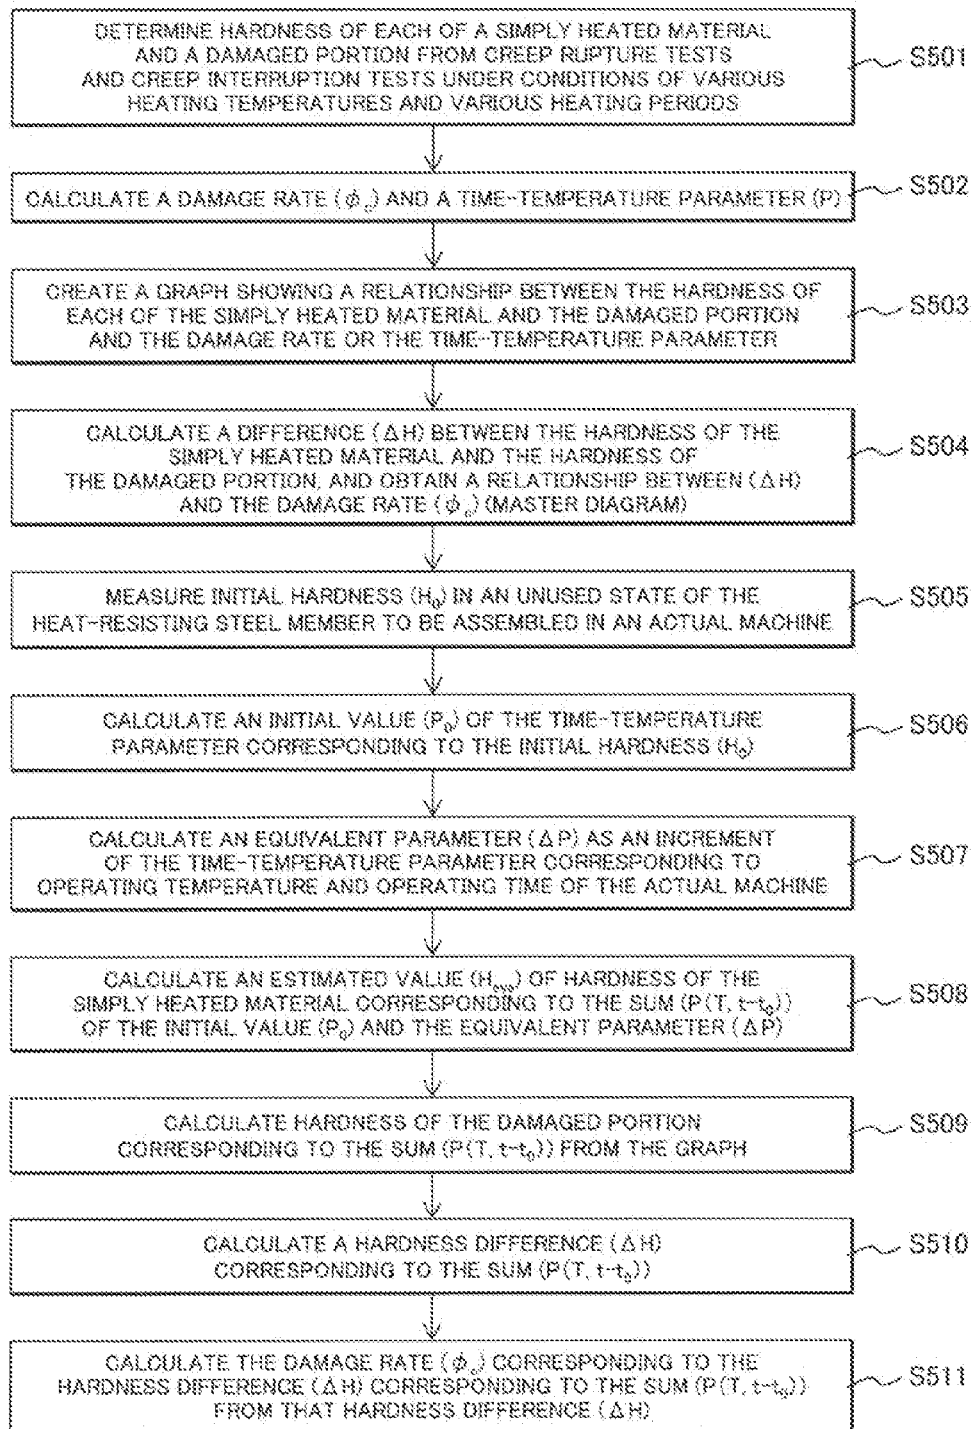 DETERMINE HARDNESS OF EACH OF A SIMPLY HEATED MATERIAL
AND A DAMAGED PORTION FROM CREEP RUPTURE TESTS
AND CREEP INTERRUPTION TESTS UNDER CONDITIONS OF VARIOUS
HEATING TEMPERATURES AND VARIOUS HEATING PERIODS
S501
CALCULATE A DAMAGE RATE (ϕc) AND A TIME-TEMPERATURE PARAMETER (P)
S502
CREATE A GRAPH SHOWING A RELATIONSHIP BETWEEN THE HARDNESS OF
EACH OF THE SIMPLY HEATED MATERIAL AND THE DAMAGED PORTION
AND THE DAMAGE RATE OR THE TIME-TEMPERATURE PARAMETER
S503
CALCULATE A DIFFERENCE (ΔH) BETWEEN THE HARDNESS OF THE
SIMPLY HEATED MATERIAL AND THE HARDNESS OF
THE DAMAGED PORTION, AND OBTAIN A RELATIONSHIP BETWEEN (ΔH)
AND THE DAMAGE RATE (ϕc) (MASTER DIAGRAM)
S504
MEASURE INITIAL HARDNESS (H0) IN AN UNUSED STATE OF THE
HEAT-RESISTING STEEL MEMBER TO BE ASSEMBLED IN AN ACTUAL MACHINE
S505
CALCULATE AN INITIAL VALUE (P0) OF THE TIME-TEMPERATURE
PARAMETER CORRESPONDING TO THE INITIAL HARDNESS (H0)
S506
CALCULATE AN EQUIVALENT PARAMETER (ΔP) AS AN INCREMENT
OF THE TIME-TEMPERATURE PARAMETER CORRESPONDING TO
OPERATING TEMPERATURE AND OPERATING TIME OF THE ACTUAL MACHINE
S507
CALCULATE AN ESTIMATED VALUE OF HARDNESS OF THE
SIMPLY HEATED MATERIAL CORRESPONDING TO THE SUM (P(T, t-t0))
OF THE INITIAL VALUE (P0) AND THE EQUIVALENT PARAMETER (ΔP)
S508
CALCULATE HARDNESS OF THE DAMAGED PORTION
CORRESPONDING TO THE SUM (P(T, t-t0)) FROM THE GRAPH
S509
CALCULATE A HARDNESS DIFFERENCE (ΔH)
CORRESPONDING TO THE SUM (P(T, t-t0))
S510
CALCULATE THE DAMAGE RATE (ϕc) CORRESPONDING TO THE
HARDNESS DIFFERENCE (ΔH) CORRESPONDING TO THE SUM (P(T, t-t0))
FROM THAT HARDNESS DIFFERENCE (ΔH)
S511